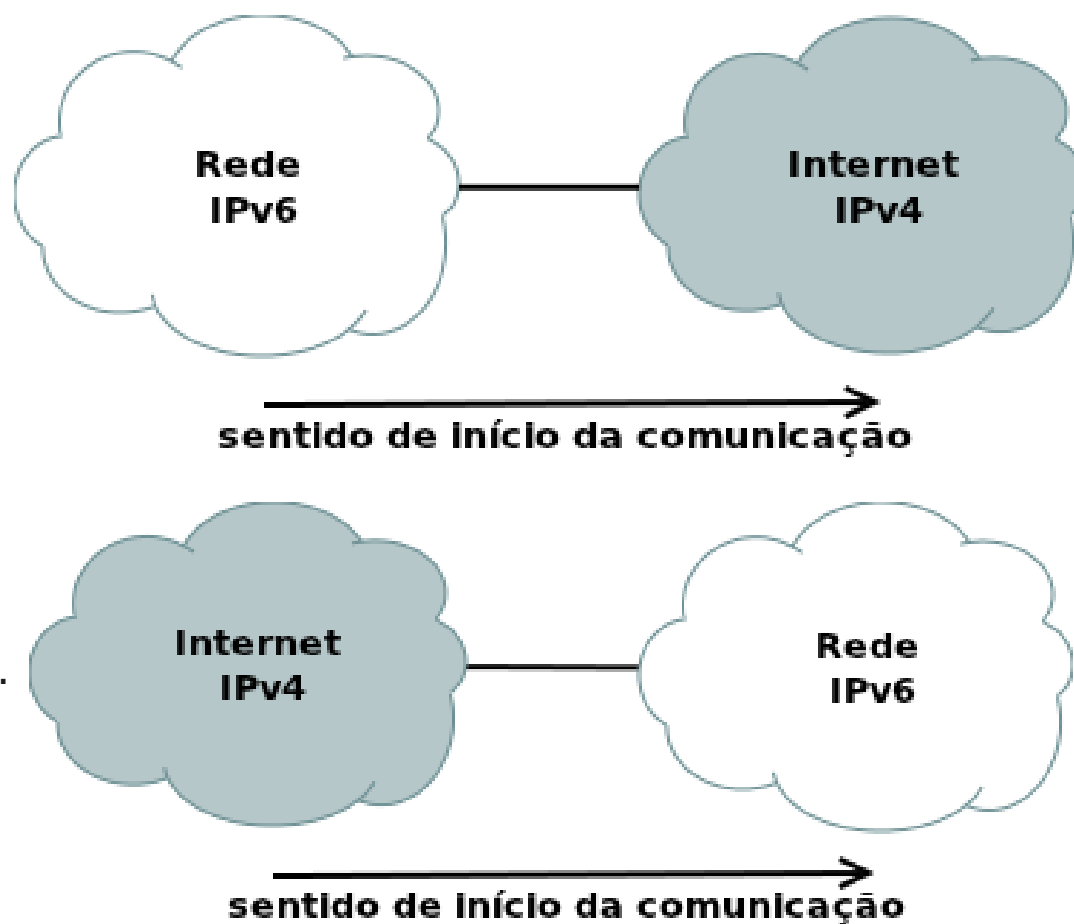 Rede
IPv6
Internet
IPv4
sentido de início da comunicação
Internet
IPv4
Rede
IPv6
.
sentido de início da comunicação